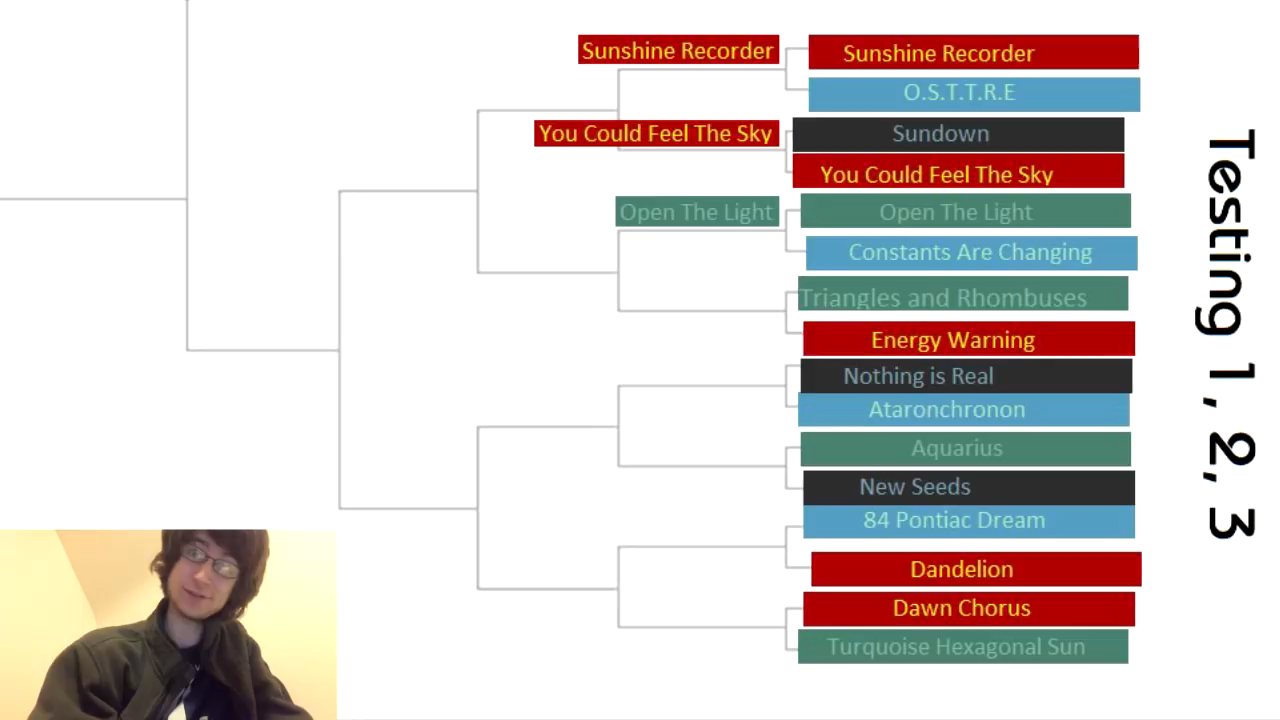 Sunshine Recorder
Sunshine Recorder
O.S.T.T.R.E
You Could Feel The Sky
Sundown
You Could Feel The Sky
Open The Light
Open The Light
Constants Are Changing
Triangles and Rhombuses
Energy Warning
Nothing is Real
Ataronchronon
Aquarius
New Seeds
84 Pontiac Dream
Dandelion
Dawn Chorus
Turquoise Hexagonal Sun
Testing 1, 2, 3